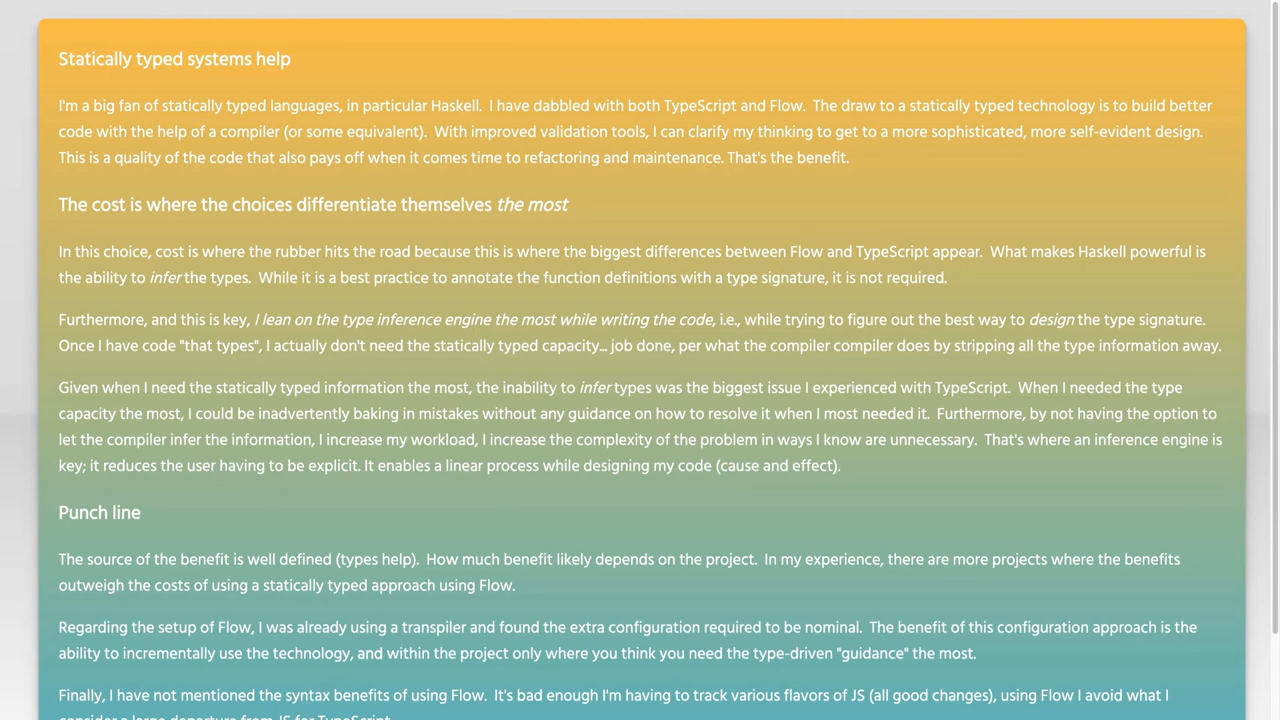 Statically typed systems help
I'm a big fan of statically typed languages, in particular Haskell. I have dabbled with both TypeScript and Flow. The draw to a statically typed technology is to build better
code with the help of a compiler (or some equivalent). With improved validation tools, I can clarify my thinking to get to a more sophisticated, more self-evident design.
This is a quality of the code that also pays off when it comes time to refactoring and maintenance. That's the benefit.
The cost is where the choices differentiate themselves the most
In this choice, cost is where the rubber hits the road because this is where the biggest differences between Flow and TypeScript appear. What makes Haskell powerful is
the ability to infer the types. While it is a best practice to annotate the function definitions with a type signature, it is not required.
Furthermore, and this is key, I lean on the type inference engine the most while writing the code, i.e., while trying to figure out the best way to design the type signature.
Once I have code "that types", I actually don't need the statically typed capacity... job done, per what the compiler compiler does by stripping all the type information away.
Given when I need the statically typed information the most, the inability to infer types was the biggest issue I experienced with TypeScript. When I needed the type
capacity the most, I could be inadvertently baking in mistakes without any guidance on how to resolve it when I most needed it. Furthermore, by not having the option to
let the compiler infer the information, I increase my workload, I increase the complexity of the problem in ways I know are unnecessary. That's where an inference engine is
key; it reduces the user having to be explicit. It enables a linear process while designing my code (cause and effect).
Punch line
The source of the benefit is well defined (types help). How much benefit likely depends on the project. In my experience, there are more projects where the benefits
outweigh the costs of using a statically typed approach using Flow.
Regarding the setup of Flow, I was already using a transpiler and found the extra configuration required to be nominal. The benefit of this configuration approach is the
ability to incrementally use the technology, and within the project only where you think you need the type-driven "guidance" the most.
Finally, I have not mentioned the syntax benefits of using Flow. It's bad enough I'm having to track various flavors of JS (all good changes), using Flow I avoid what I
consider a large departure from JS for TypeScript.